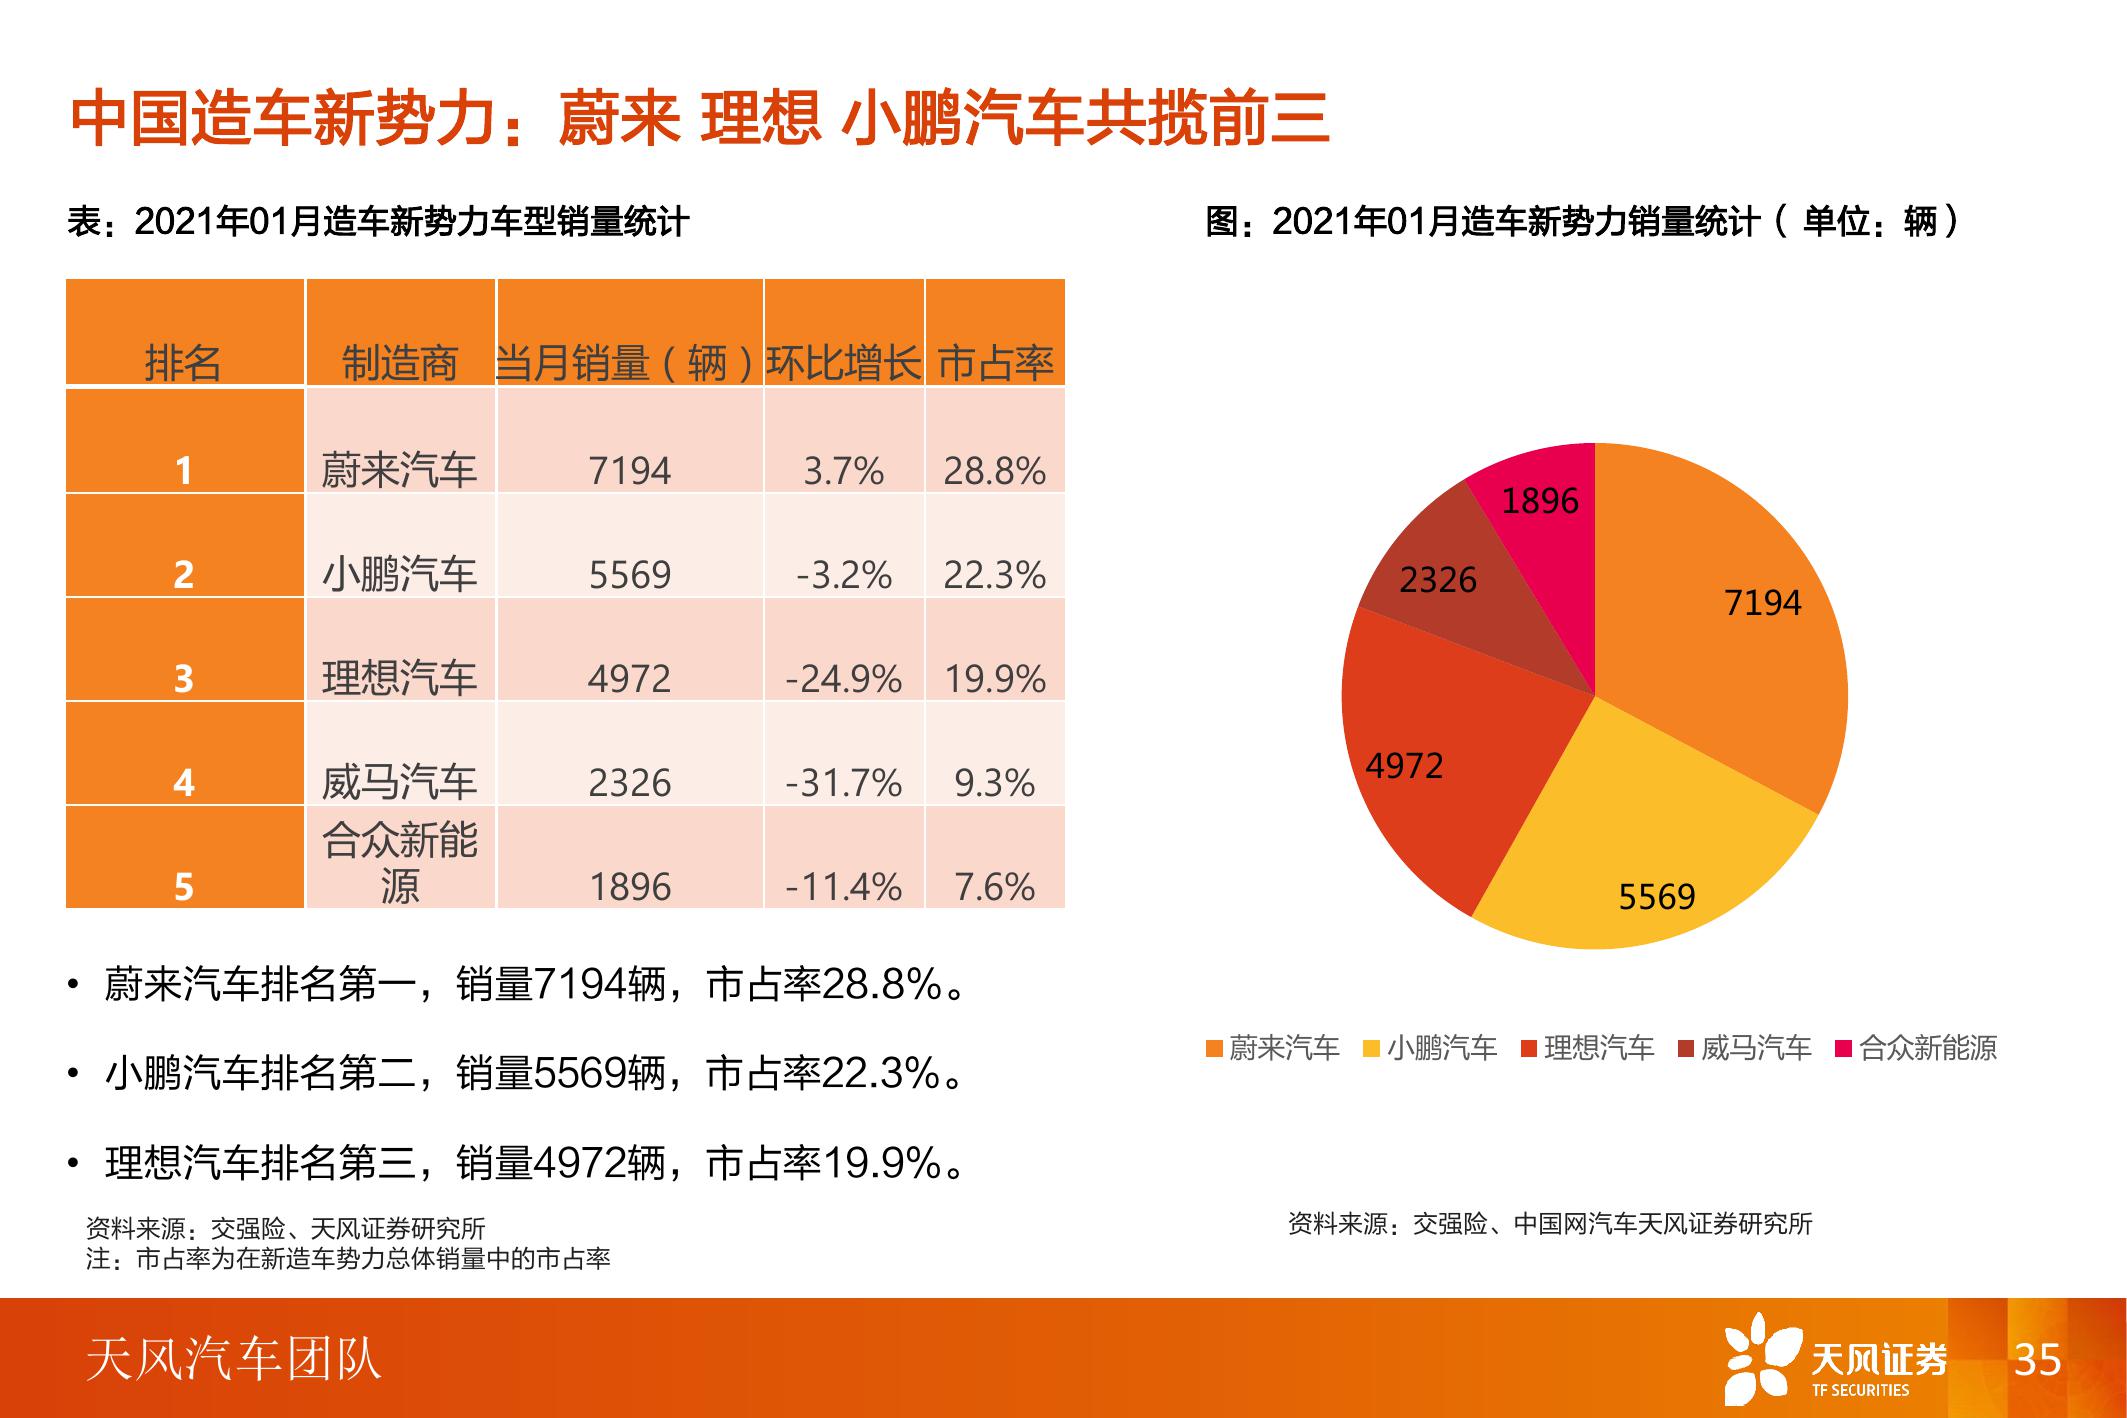 中国造车新势力：蔚来 理想 小鹏汽车共揽前三
表：2021年01月造车新势力车型销量统计
排名 制造商 当月销量（辆） 环比增长 市占率
1 蔚来汽车 7194 3.7% 28.8%
2 小鹏汽车 5569 -3.2% 22.3%
3 理想汽车 4972 -24.9% 19.9%
4 威马汽车 2326 -31.7% 9.3%
合众新能
5 源 1896 -11.4% 7.6%
• 蔚来汽车排名第一，销量7194辆，市占率28.8%。
• 小鹏汽车排名第二，销量5569辆，市占率22.3%。
• 理想汽车排名第三，销量4972辆，市占率19.9%。
资料来源：交强险、天风证券研究所
注：市占率为在新造车势力总体销量中的市占率
图：2021年01月造车新势力销量统计（单位：辆）
1896
2326
7194
4972
5569
蔚来汽车 小鹏汽车 理想汽车 威马汽车 合众新能源
资料来源：交强险、中国网汽车天风证券研究所
天风汽车团队
天风证券
TF SECURITIES
35